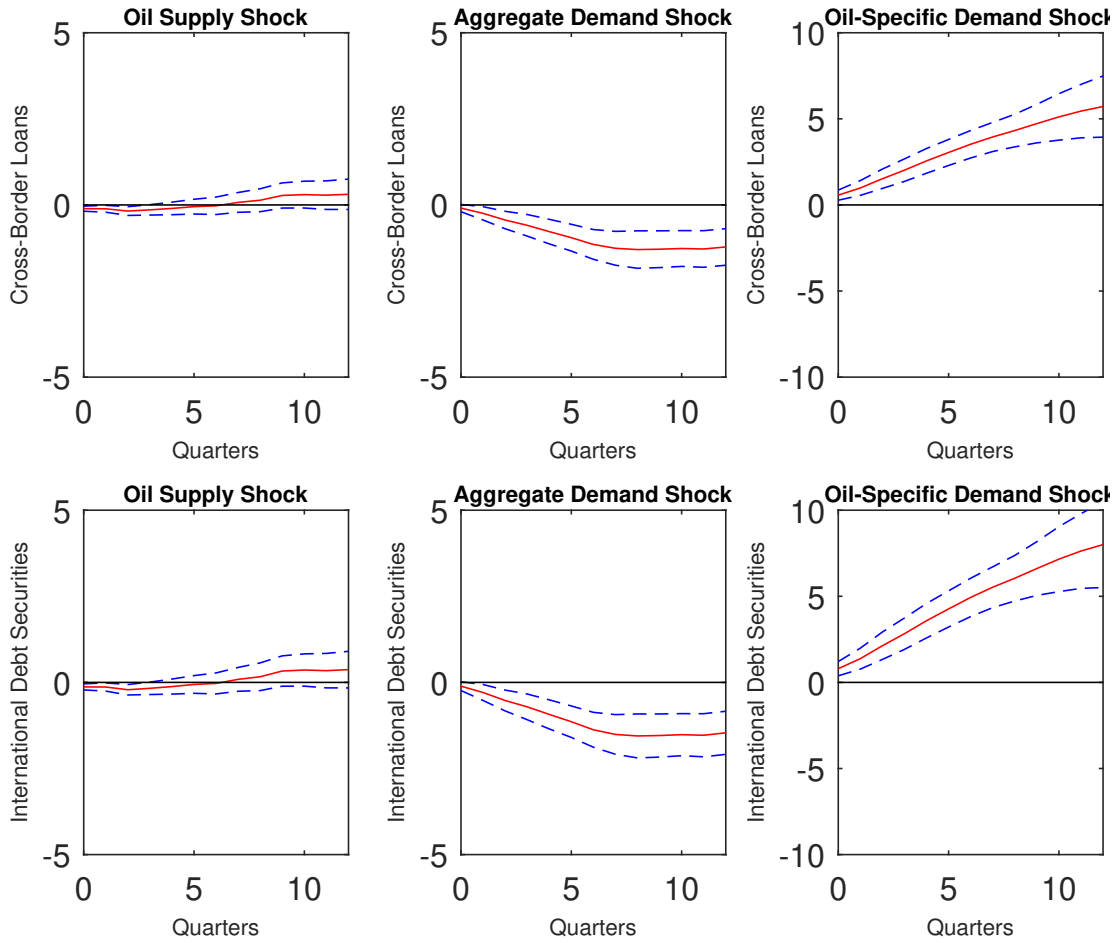 Oil Supply Shock
5
0
-5
Cross-Border Loans
0 5 10
Quarters
Aggregate Demand Shock
5
0
-5
Cross-Border Loans
0 5 10
Quarters
Oil-Specific Demand Shock
10
5
0
-5
-10
Cross-Border Loans
0 5 10
Quarters
Oil Supply Shock
5
0
-5
International Debt Securities
0 5 10
Quarters
Aggregate Demand Shock
5
0
-5
International Debt Securities
0 5 10
Quarters
Oil-Specific Demand Shock
10
5
0
-5
-10
International Debt Securities
0 5 10
Quarters